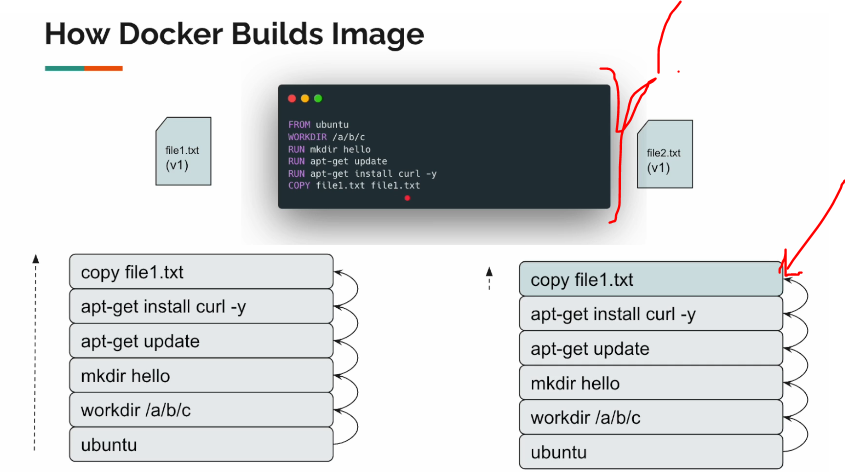 How Docker Builds Image
file1.txt
(v1)
FROM ubuntu
WORKDIR /a/b/c
RUN mkdir hello
RUN apt-get update
RUN apt-get install curl -y
COPY file1.txt file1.txt
file2.txt
(v1)
copy file1.txt
apt-get install curl -y
apt-get update
mkdir hello
workdir /a/b/c
ubuntu
copy file1.txt
apt-get install curl -y
apt-get update
mkdir hello
workdir /a/b/c
ubuntu